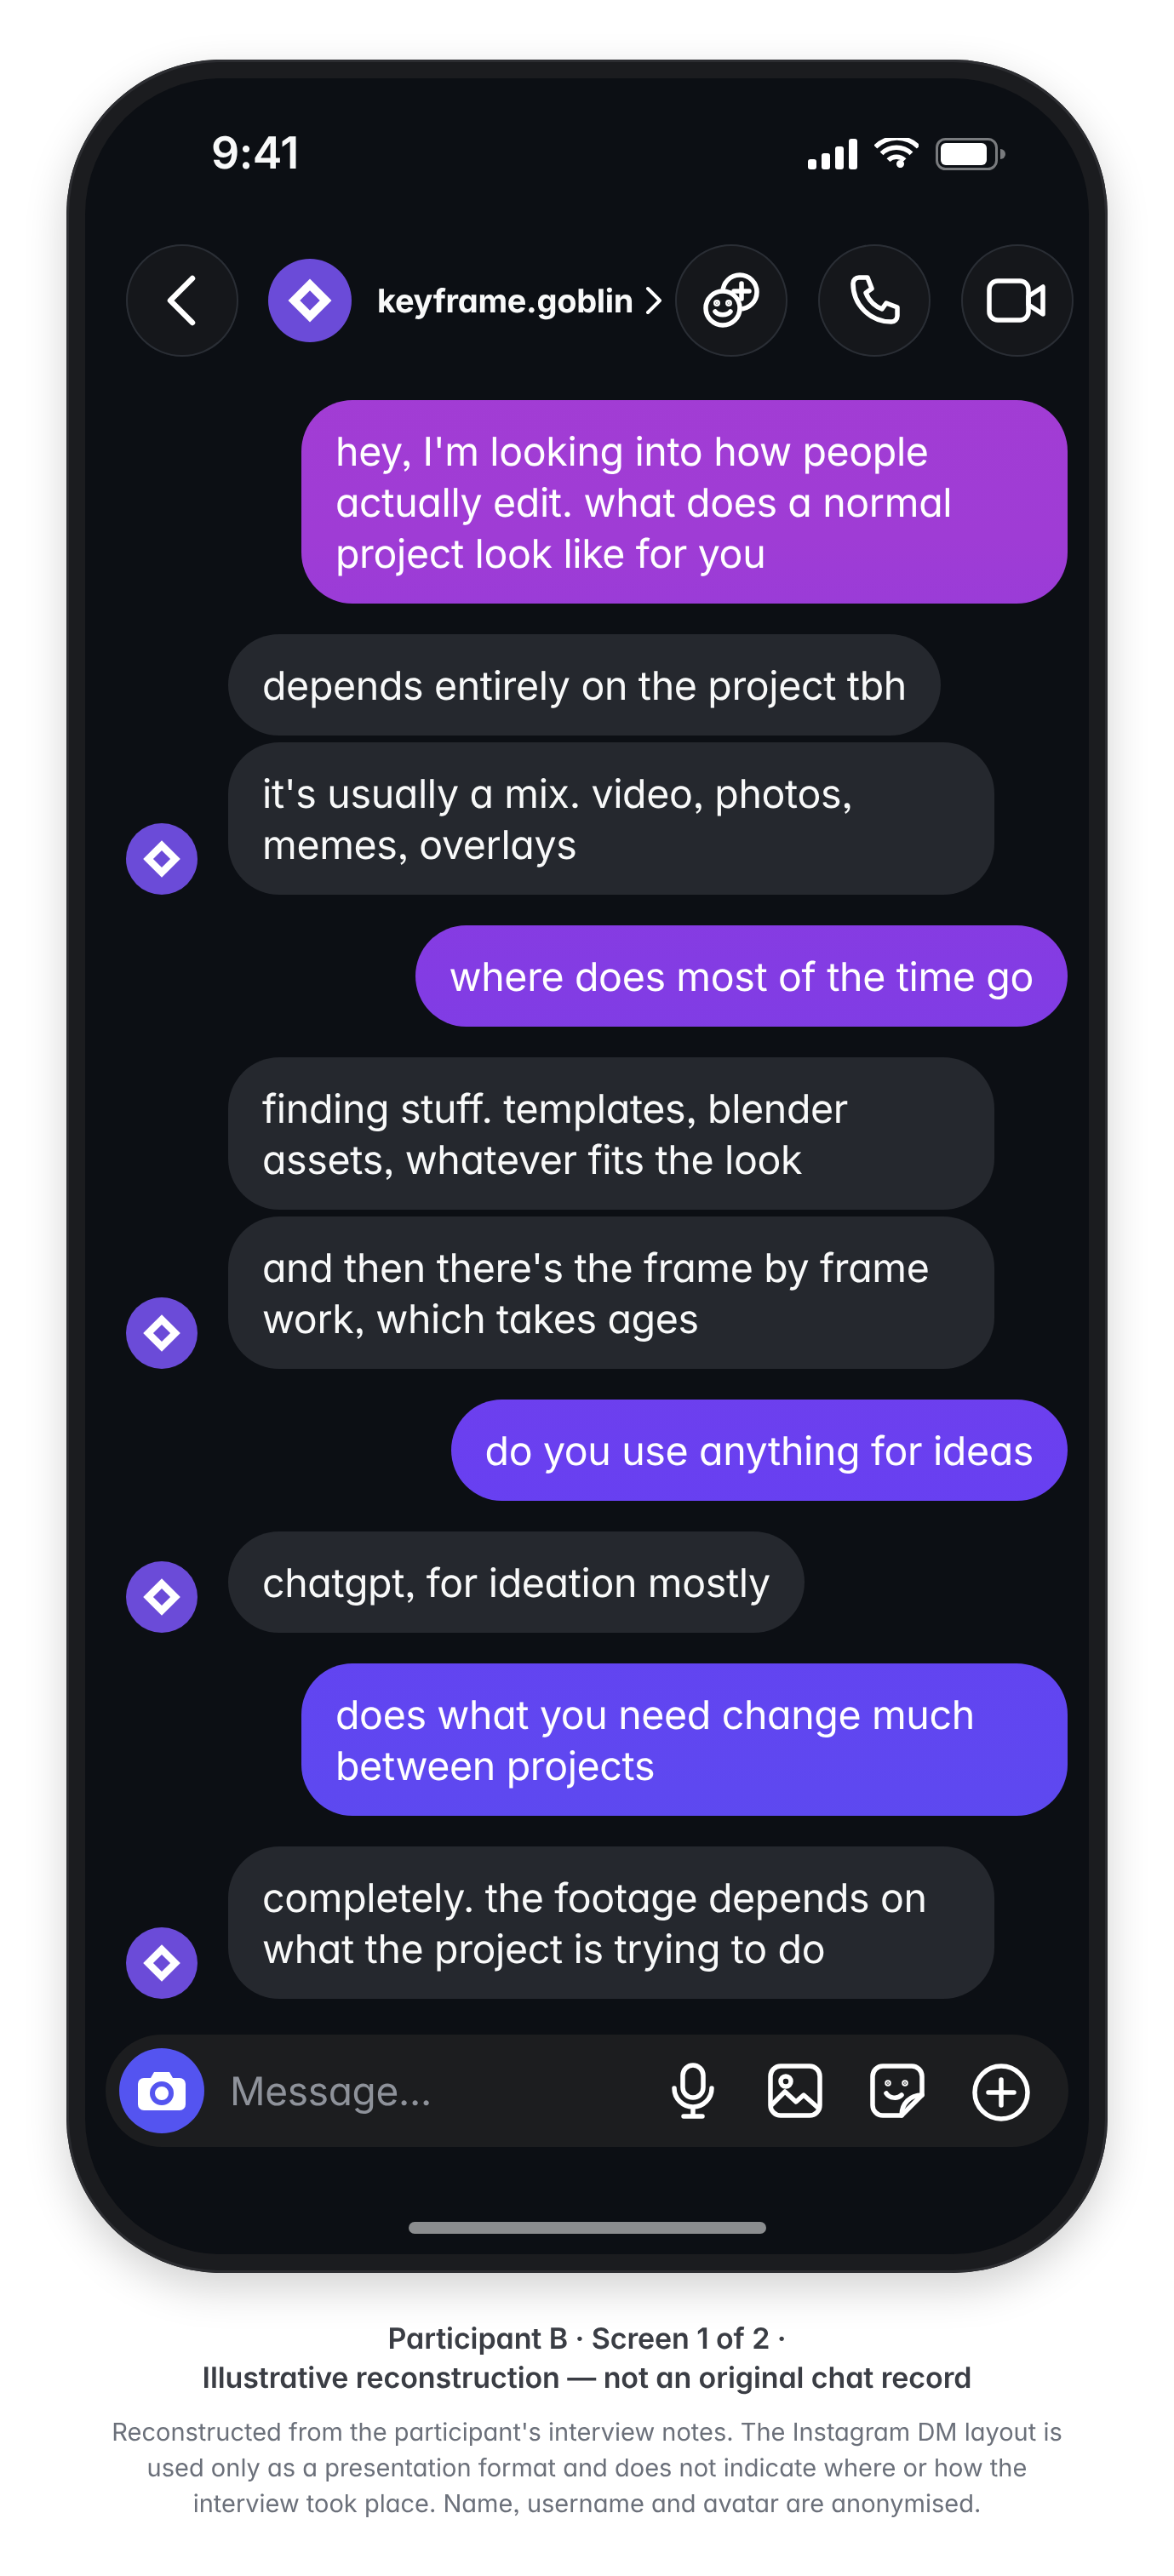 9:41
keyframe.goblin
hey, I'm looking into how people
actually edit. what does a normal
project look like for you
depends entirely on the project tbh
it's usually a mix. video, photos,
memes, overlays
where does most of the time go
finding stuff. templates, blender
assets, whatever fits the look
and then there's the frame by frame
work, which takes ages
do you use anything for ideas
chatgpt, for ideation mostly
does what you need change much
between projects
completely. the footage depends on
what the project is trying to do
Message...
Participant B · Screen 1 of 2 ·
Illustrative reconstruction — not an original chat record
Reconstructed from the participant's interview notes. The Instagram DM layout is
used only as a presentation format and does not indicate where or how the
interview took place. Name, username and avatar are anonymised.